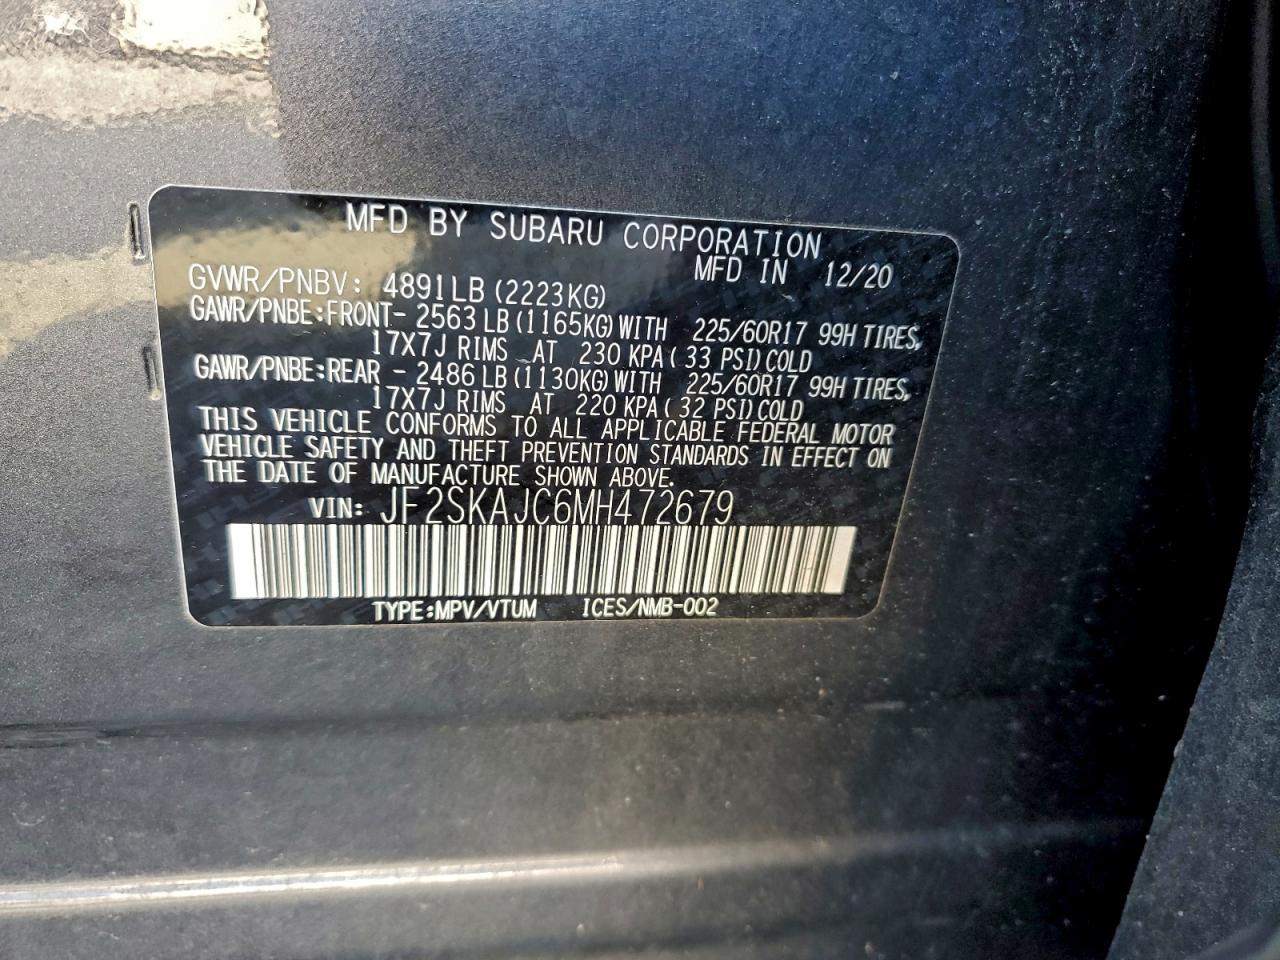 MFD BY SUBARU CORPORATION
MFD IN 12/20
GVWR/PNBV: 4891LB (2223KG)
GAWR/PNBE:FRONT- 2563 LB (1165KG) WITH 225/60R17 99H TIRES,
17X7J RIMS AT 230 KPA ( 33 PSI) COLD
GAWR/PNBE:REAR - 2486 LB (1130KG) WITH 225/60R17 99H TIRES,
17X7J RIMS AT 220 KPA ( 32 PSI) COLD
THIS VEHICLE CONFORMS TO ALL APPLICABLE FEDERAL MOTOR
VEHICLE SAFETY AND THEFT PREVENTION STANDARDS IN EFFECT ON
THE DATE OF MANUFACTURE SHOWN ABOVE.
VIN: JF2SKAJC6MH472679
TYPE:MPV/VTUM ICES/NMB-002